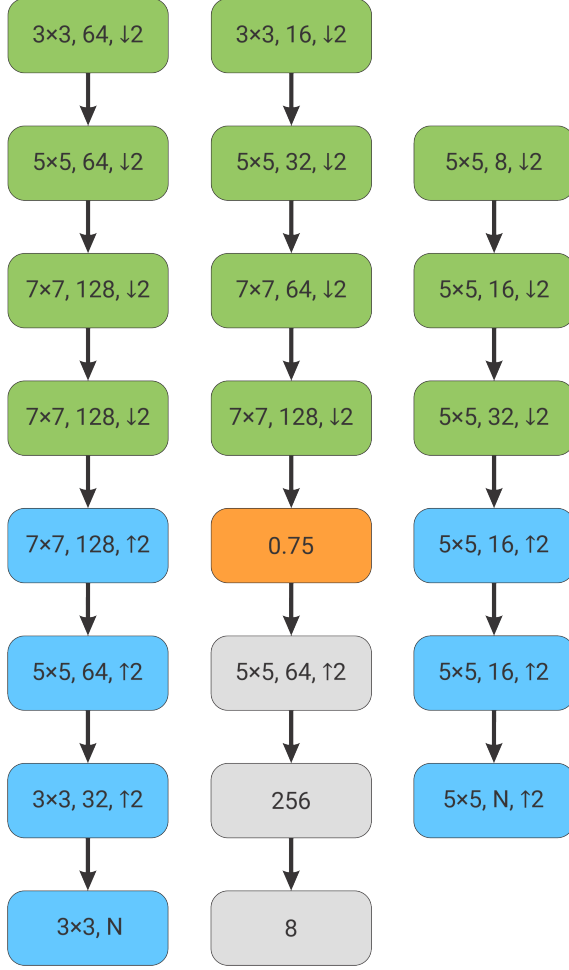 3×3, 64, ↓2
5×5, 64, ↓2
7×7, 128, ↓2
7×7, 128, ↓2
7×7, 128, ↑2
5×5, 64, ↑2
3×3, 32, ↑2
3×3, N
3×3, 16, ↓2
5×5, 32, ↓2
7×7, 64, ↓2
7×7, 128, ↓2
0.75
5×5, 64, ↑2
256
8
5×5, 8, ↓2
5×5, 16, ↓2
5×5, 32, ↓2
5×5, 16, ↑2
5×5, 16, ↑2
5×5, N, ↑2